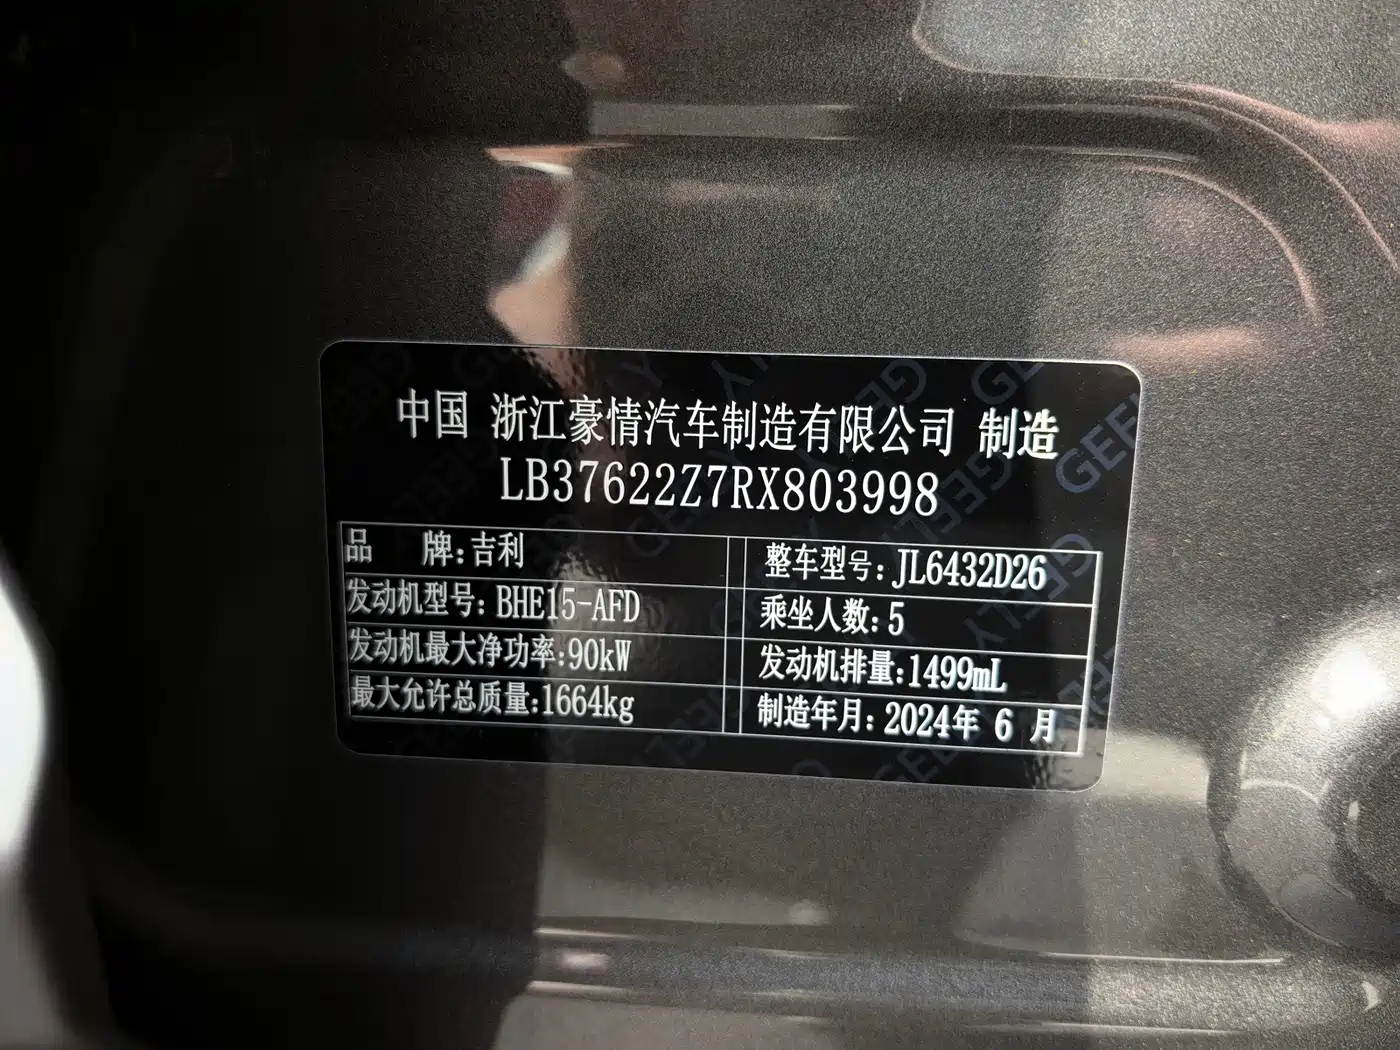 中国 浙江豪情汽车制造有限公司 制造
LB37622Z7RX803998
品 牌:吉利 整车型号:JL6432D26
发动机型号:BHE15-AFD 乘坐人数:5
发动机最大净功率:90kW 发动机排量:1499mL
最大允许总质量:1664kg 制造年月:2024年 6 月